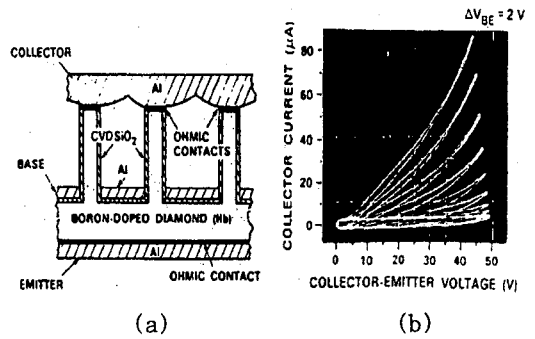 COLLECTOR
Al
CVDSiO2
OHMIC
CONTACTS
Al
BASE
BORON-DOPED DIAMOND (IIb)
Al
EMITTER
OHMIC CONTACT
(a)
ΔVBE = 2 V
COLLECTOR CURRENT (μA)
80
60
40
20
0
0 10 20 30 40 50
COLLECTOR-EMITTER VOLTAGE (V)
(b)